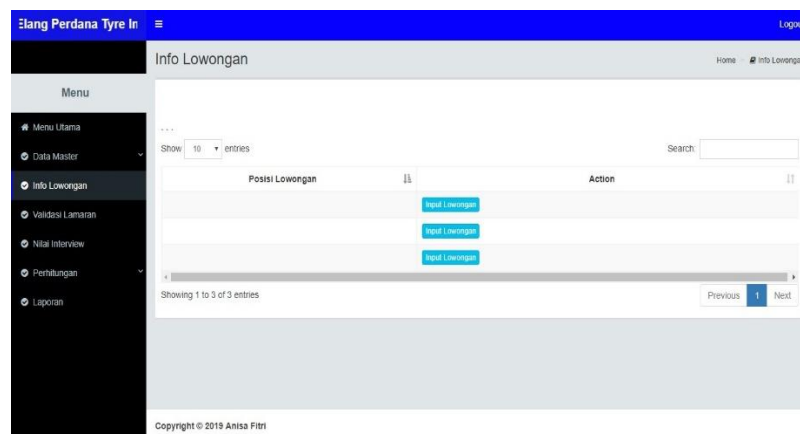 Elang Perdana Tyre In
Logou
Info Lowongan
Home
Info Lowonga
Menu
Menu Utama
Data Master
Info Lowongan
Validasi Lamaran
Nilai Interview
Perhitungan
Laporan
...
Show 10 entries
Search:
Posisi Lowongan
Action
Input Lowongan
Input Lowongan
Input Lowongan
Showing 1 to 3 of 3 entries
Previous 1 Next
Copyright © 2019 Anisa Fitri